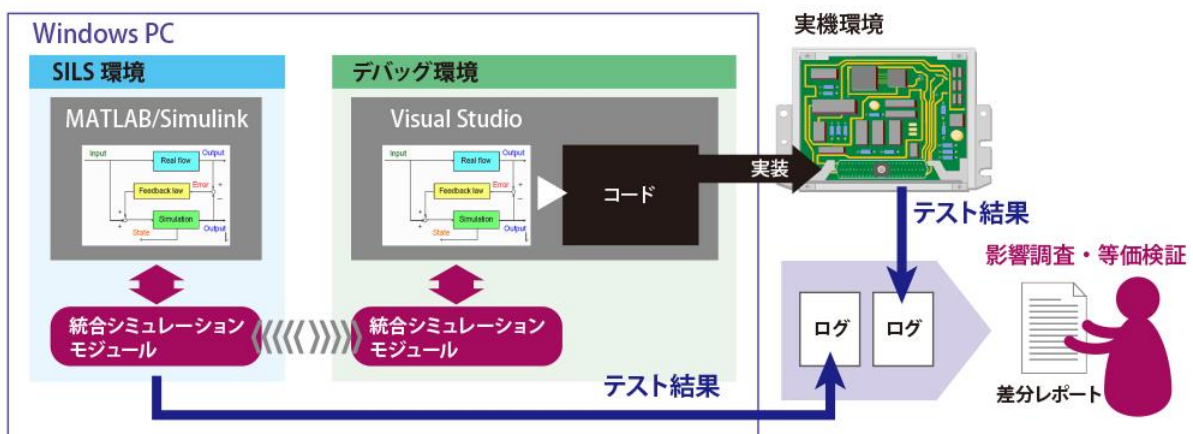 Windows PC
SILS 環境
MATLAB/Simulink
Input
Output
Real flow
Error
+
Feedback law
−
+
Simulation
−
State
Output
統合シミュレーション
モジュール
デバッグ環境
Visual Studio
Input
Output
Real flow
Error
+
Feedback law
−
+
Simulation
−
State
Output
コード
統合シミュレーション
モジュール
実装
実機環境
テスト結果
テスト結果
ログ
ログ
影響調査・等価検証
差分レポート